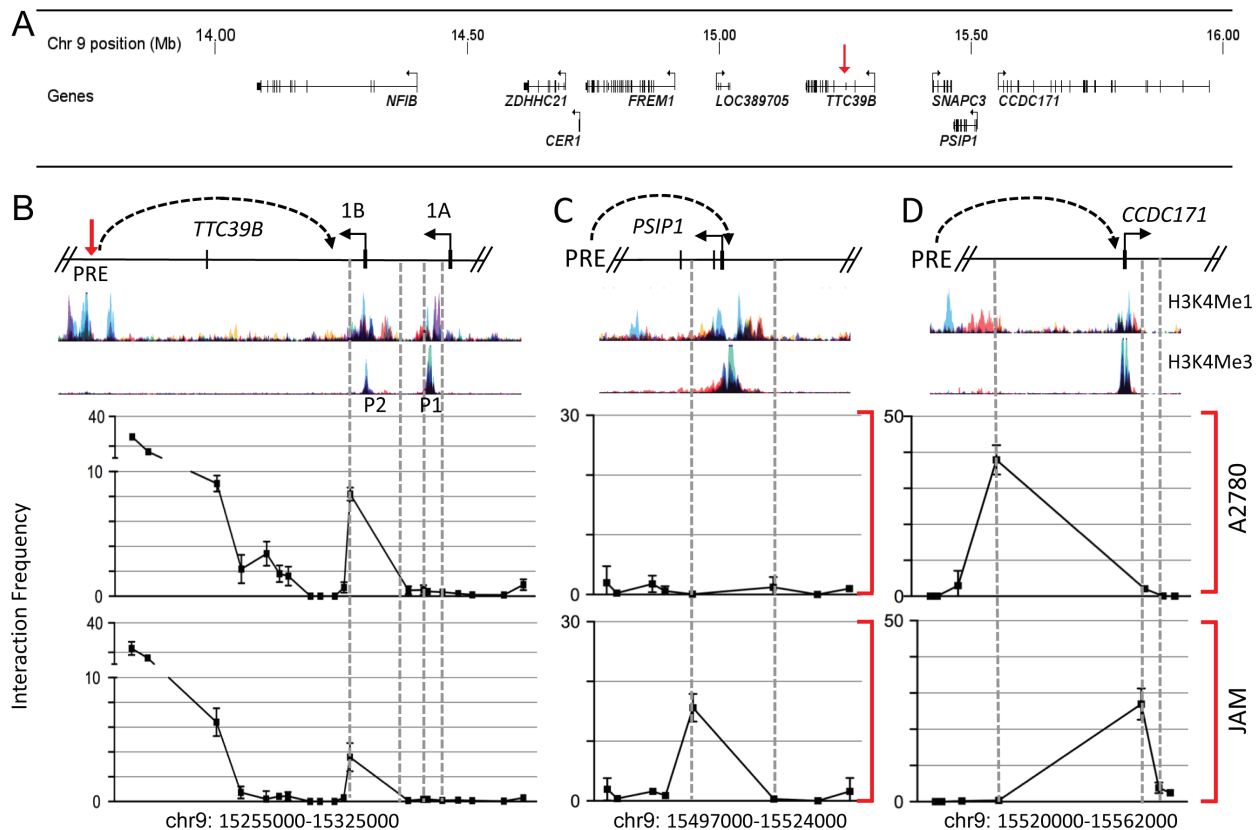 A
Chr 9 position (Mb)
14.00 14.50 15.00 15.50 16.00
Genes
NFIB ZDHHC21 FREM1 LOC389705 TTC39B SNAPC3 CCDC171
CER1 PSIP1
B C D
TTC39B 1B 1A PSIP1 CCDC171
PRE PRE PRE
H3K4Me1
H3K4Me3
P2 P1
Interaction Frequency
40 30 50
10
0 0 0
A2780
40 30 50
10
0 0 0
JAM
chr9: 15255000-15325000 chr9: 15497000-15524000 chr9: 15520000-15562000